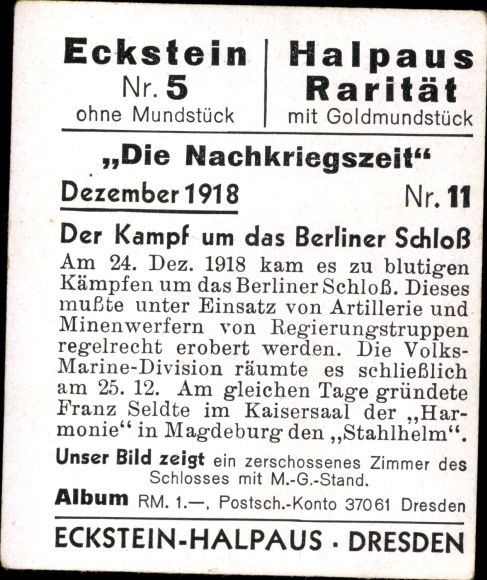 Eckstein
Nr. 5
ohne Mundstück
Halpaus
Rarität
mit Goldmundstück
„Die Nachkriegszeit“
Dezember 1918 Nr. 11
Der Kampf um das Berliner Schloß
Am 24. Dez. 1918 kam es zu blutigen
Kämpfen um das Berliner Schloß. Dieses
mußte unter Einsatz von Artillerie und
Minenwerfern von Regierungstruppen
regelrecht erobert werden. Die Volks-
Marine-Division räumte es schließlich
am 25. 12. Am gleichen Tage gründete
Franz Seldte im Kaisersaal der „Har-
monie“ in Magdeburg den „Stahlhelm“.
Unser Bild zeigt ein zerschossenes Zimmer des
Schlosses mit M.-G.-Stand.
Album RM. 1.—, Postsch.-Konto 37061 Dresden
ECKSTEIN-HALPAUS · DRESDEN